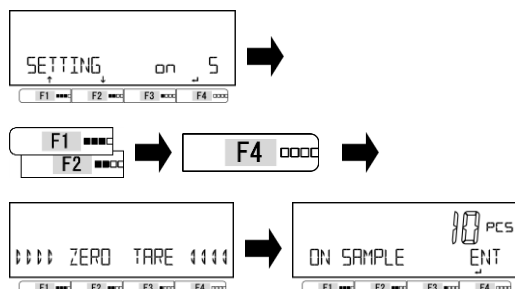 SETTING on 5
F1 F2 F3 F4
F1
F2
F4
ZERO TARE
F1 F2 F3 F4
10 PCS
ON SAMPLE ENT
F1 F2 F3 F4